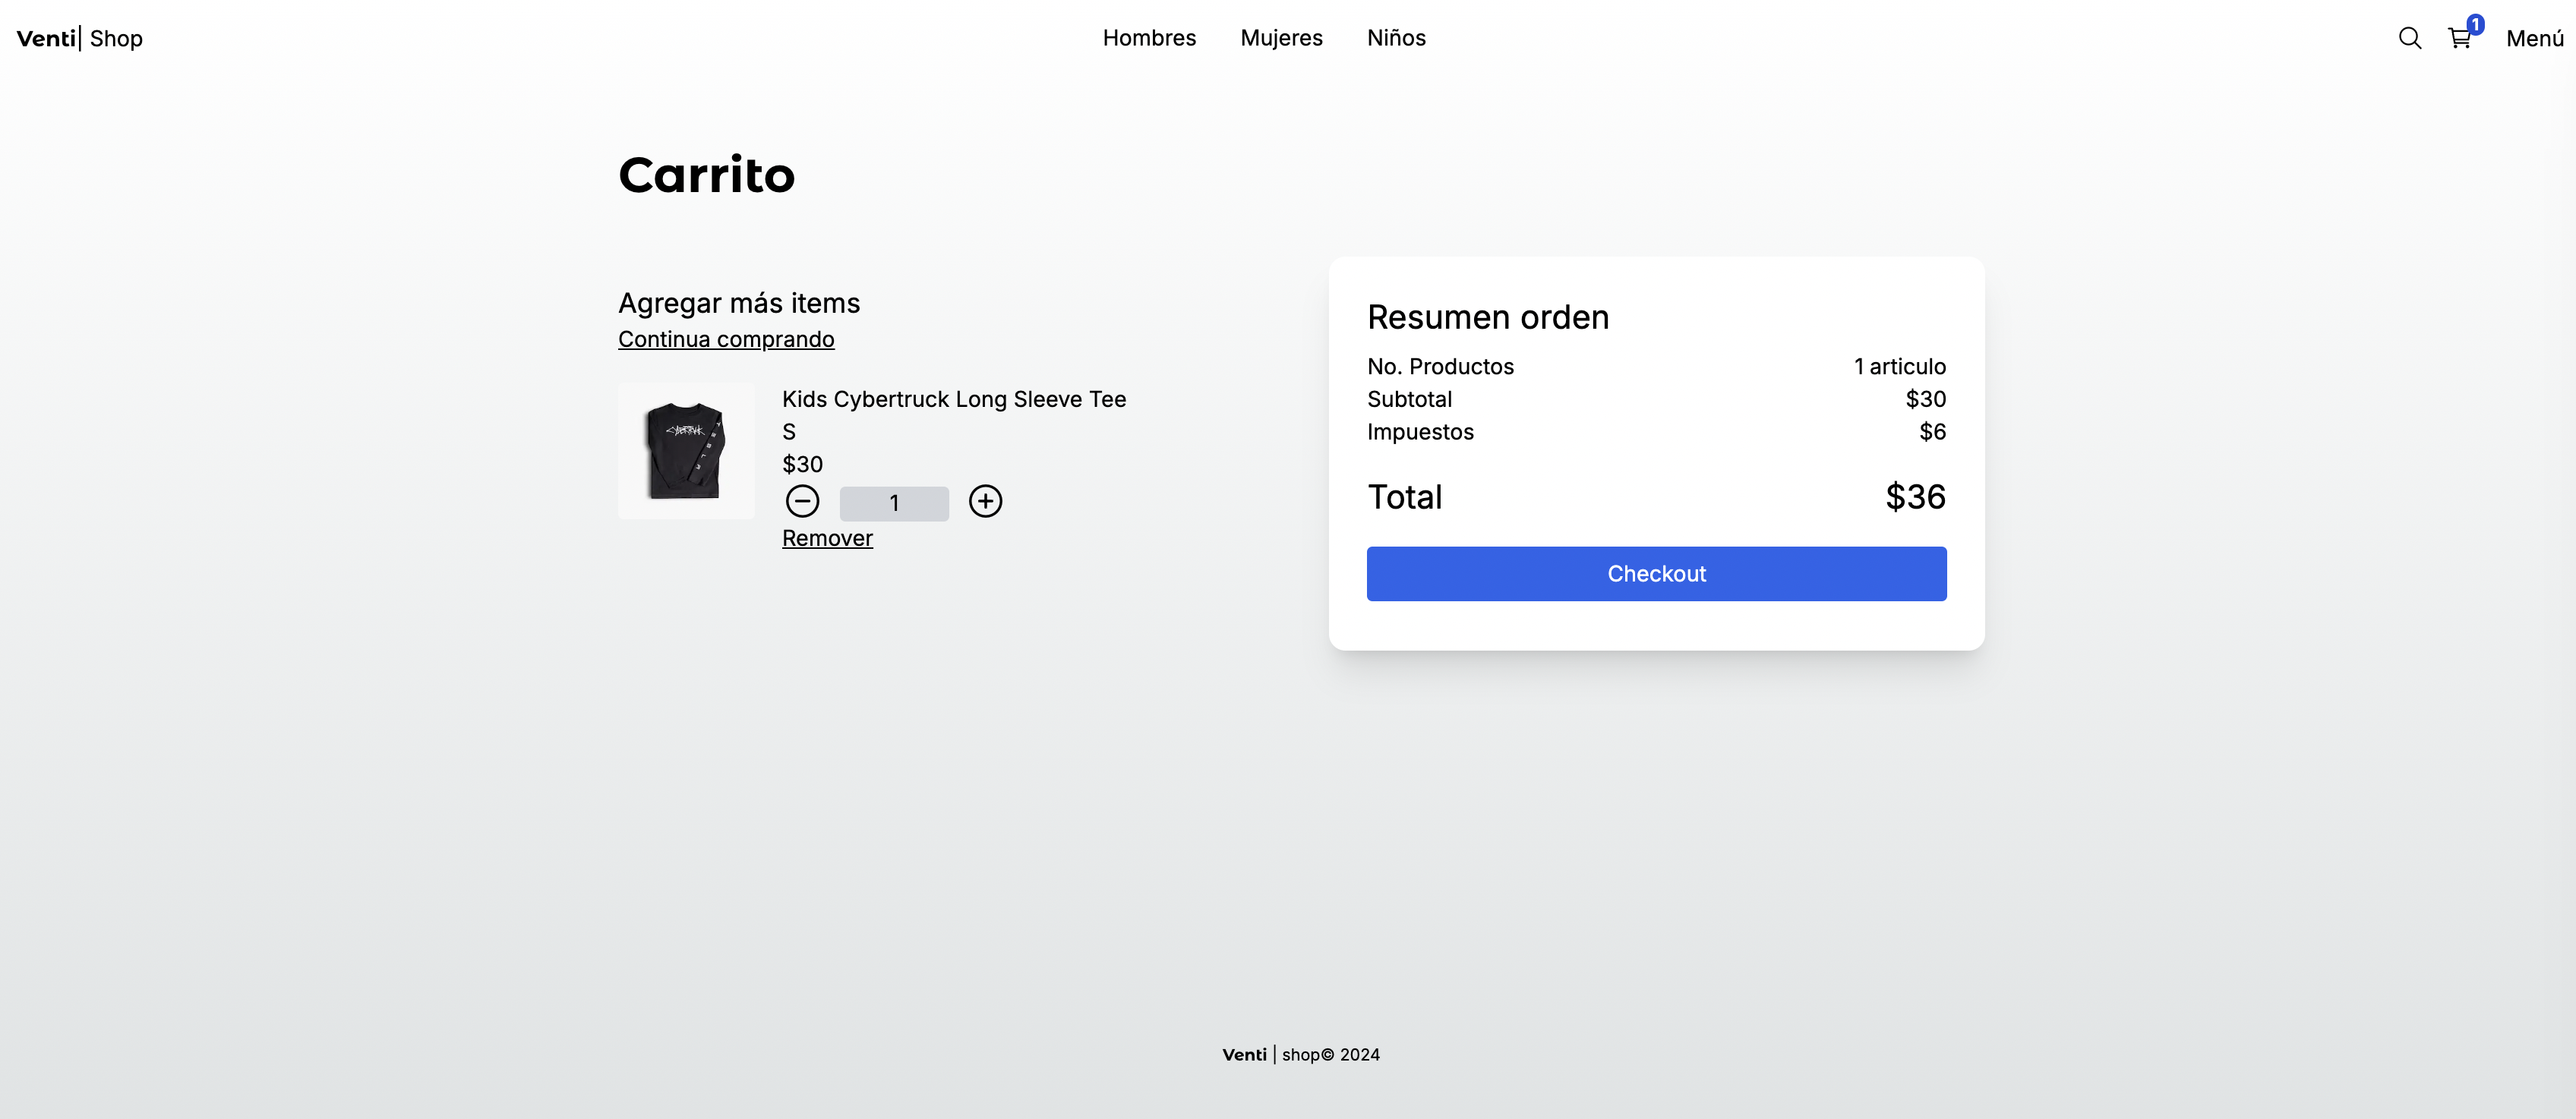 Venti| Shop
Hombres Mujeres Niños
1
Menú
Carrito
Agregar más items
Continua comprando
CYBERTRUCK
Kids Cybertruck Long Sleeve Tee
S
$30
1
Remover
Resumen orden
No. Productos 1 articulo
Subtotal $30
Impuestos $6
Total $36
Checkout
Venti | shop© 2024